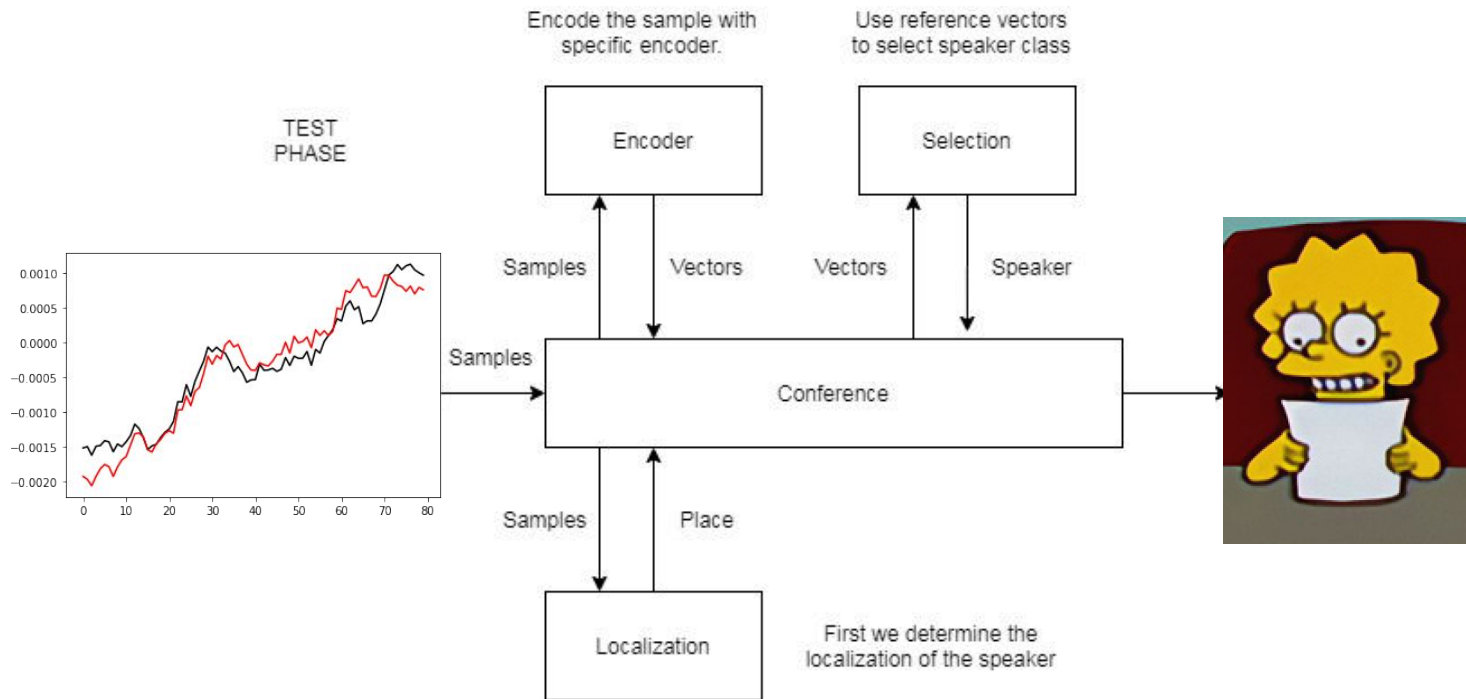 Encode the sample with
specific encoder.
Use reference vectors
to select speaker class
TEST
PHASE
Encoder
Selection
Samples
Vectors
Vectors
Speaker
0.0010
0.0005
0.0000
−0.0005
−0.0010
−0.0015
−0.0020
0 10 20 30 40 50 60 70 80
Samples
Conference
Samples
Place
Localization
First we determine the
localization of the speaker